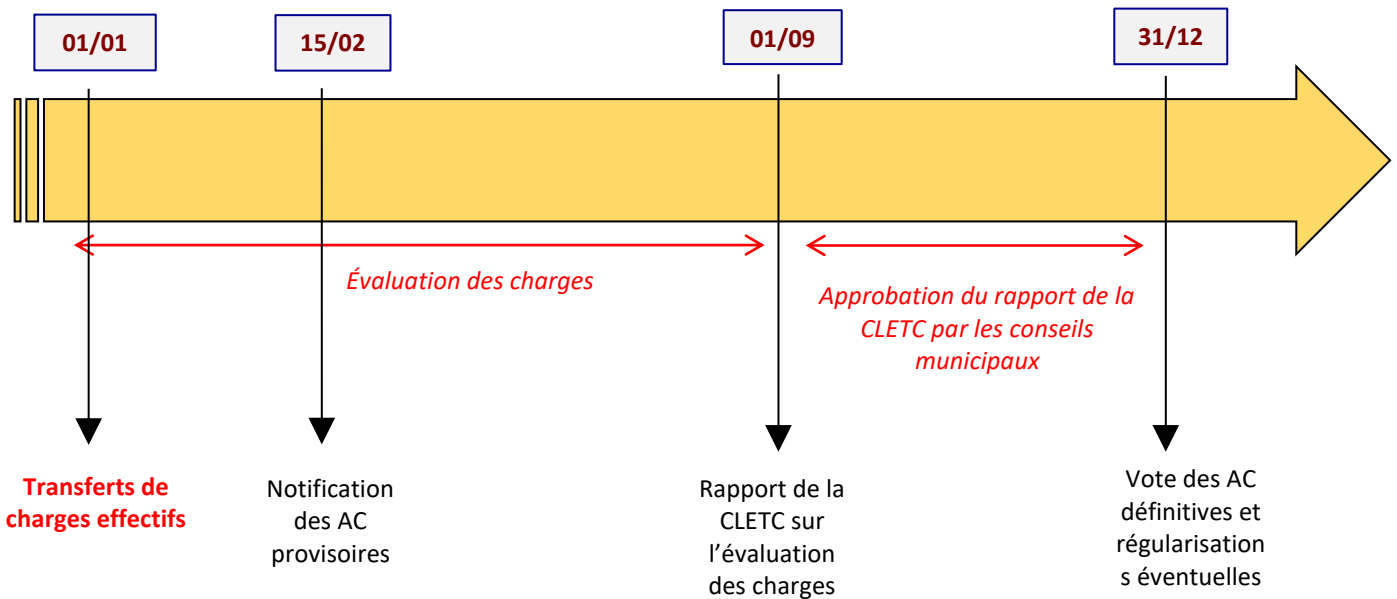 01/01
15/02
01/09
31/12
Évaluation des charges
Approbation du rapport de la
CLETC par les conseils
municipaux
Transferts de
charges effectifs
Notification
des AC
provisoires
Rapport de la
CLETC sur
l’évaluation
des charges
Vote des AC
définitives et
régularisation
s éventuelles